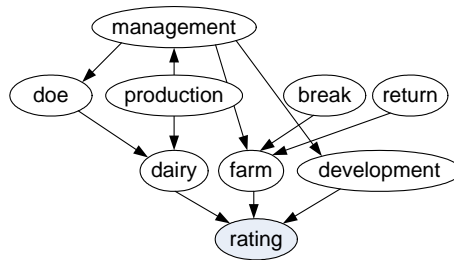 management
doe production break return
dairy farm development
rating